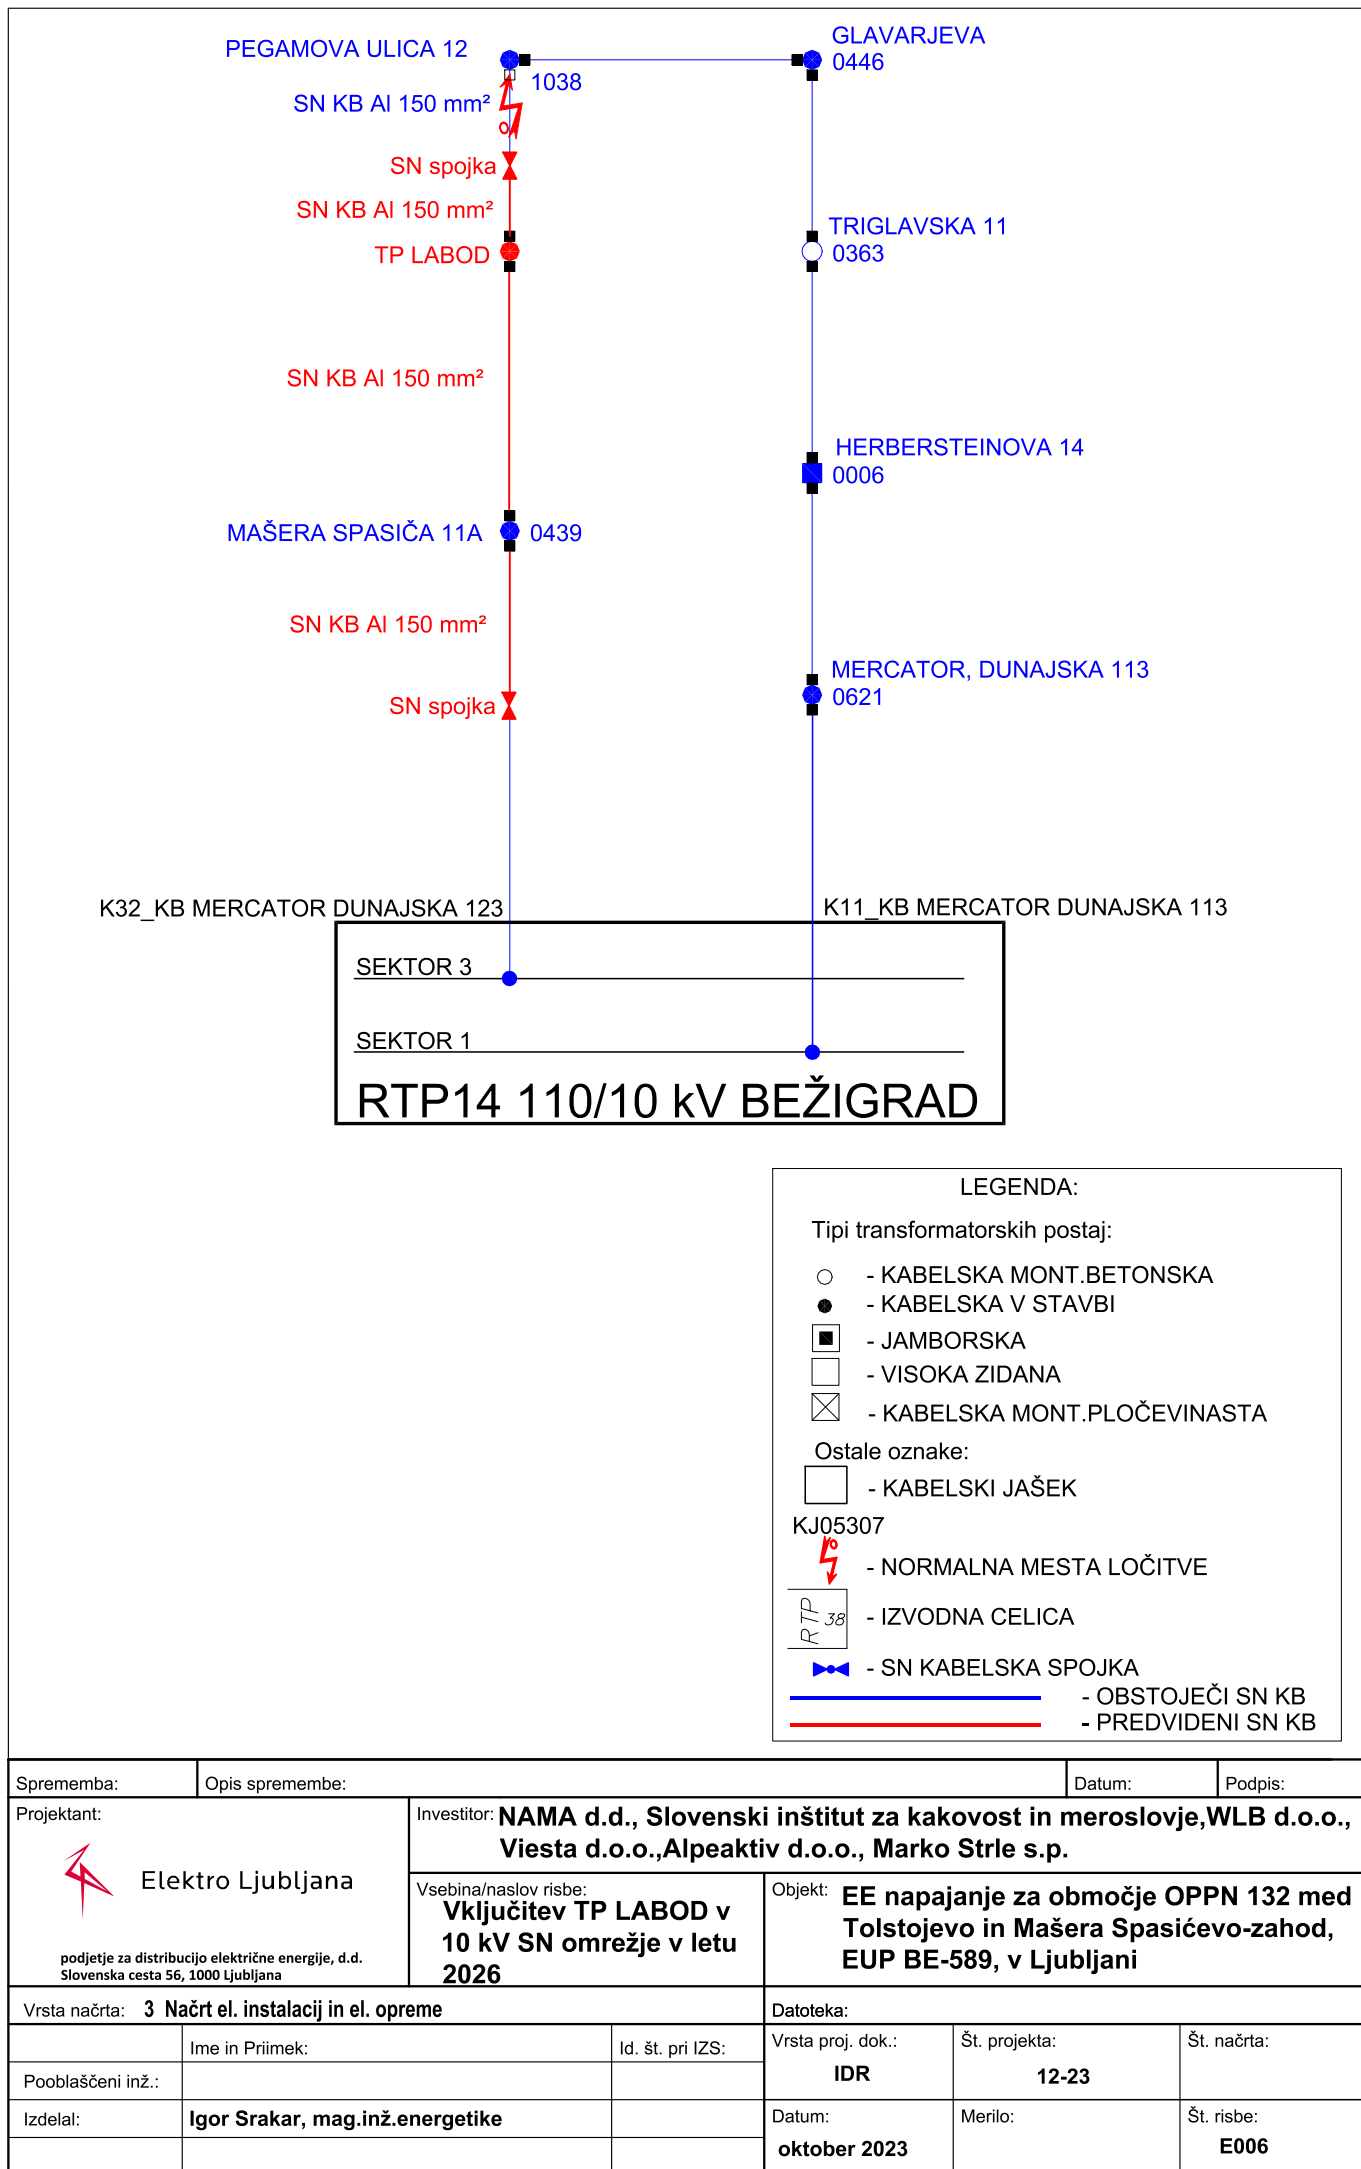 PEGAMOVA ULICA 12
GLAVARJEVA
0446
1038
SN KB Al 150 mm²
SN spojka
SN KB Al 150 mm²
TP LABOD
TRIGLAVSKA 11
0363
SN KB Al 150 mm²
HERBERSTEINOVA 14
0006
MAŠERA SPASIČA 11A
0439
SN KB Al 150 mm²
MERCATOR, DUNAJSKA 113
0621
SN spojka
K32_KB MERCATOR DUNAJSKA 123
K11_KB MERCATOR DUNAJSKA 113
SEKTOR 3
SEKTOR 1
RTP14 110/10 kV BEŽIGRAD
LEGENDA:
Tipi transformatorskih postaj:
- KABELSKA MONT.BETONSKA
- KABELSKA V STAVBI
- JAMBORSKA
- VISOKA ZIDANA
- KABELSKA MONT.PLOČEVINASTA
Ostale oznake:
- KABELSKI JAŠEK
KJ05307
- NORMALNA MESTA LOČITVE
RTP 38
- IZVODNA CELICA
- SN KABELSKA SPOJKA
- OBSTOJEČI SN KB
- PREDVIDENI SN KB
Sprememba:
Opis spremembe:
Datum:
Podpis:
Projektant:
Elektro Ljubljana
podjetje za distribucijo električne energije, d.d.
Slovenska cesta 56, 1000 Ljubljana
Investitor: NAMA d.d., Slovenski inštitut za kakovost in meroslovje,WLB d.o.o.,
Viesta d.o.o.,Alpeaktiv d.o.o., Marko Strle s.p.
Vsebina/naslov risbe:
Vključitev TP LABOD v
10 kV SN omrežje v letu
2026
Objekt: EE napajanje za območje OPPN 132 med
Tolstojevo in Mašera Spasićevo-zahod,
EUP BE-589, v Ljubljani
Vrsta načrta: 3 Načrt el. instalacij in el. opreme
Datoteka:
Ime in Priimek:
Id. št. pri IZS:
Vrsta proj. dok.:
IDR
Št. projekta:
12-23
Št. načrta:
Pooblaščeni inž.:
Izdelal:
Igor Srakar, mag.inž.energetike
Datum:
oktober 2023
Merilo:
Št. risbe:
E006